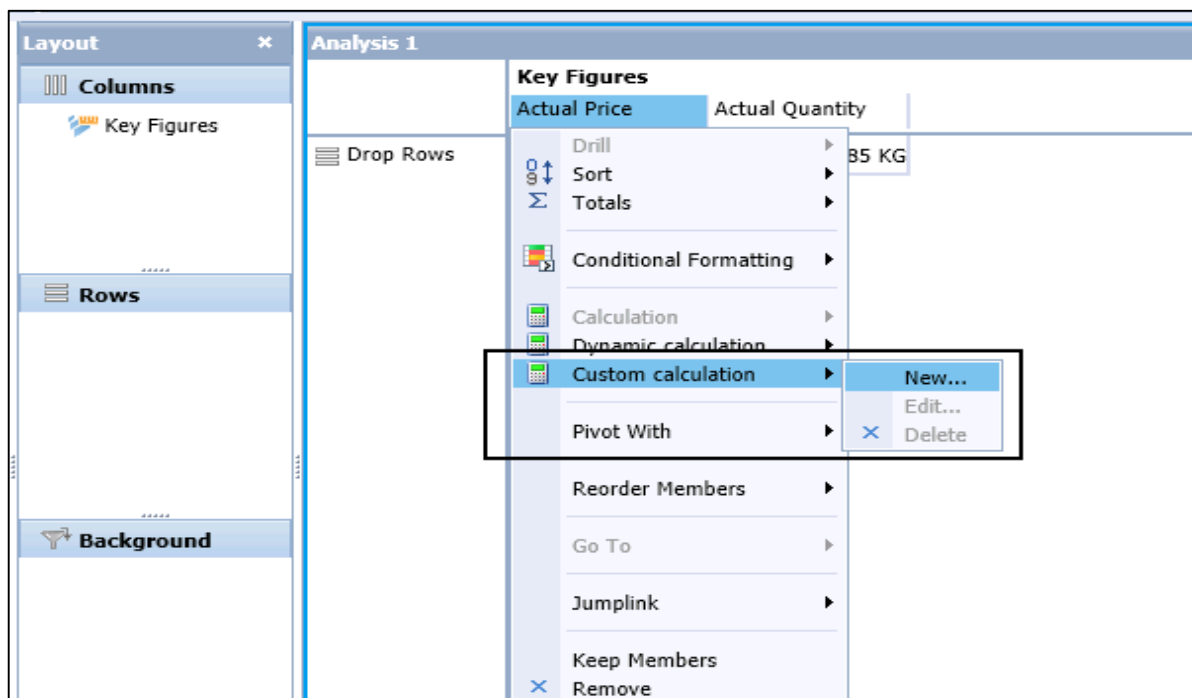 Layout ×
Analysis 1
Columns
Key Figures
Rows
Background
Key Figures
Actual Price Actual Quantity
Drop Rows
85 KG
Drill
Sort
Totals
Conditional Formatting
Calculation
Dynamic calculation
Custom calculation
New...
Edit...
Delete
Pivot With
Reorder Members
Go To
Jumplink
Keep Members
Remove